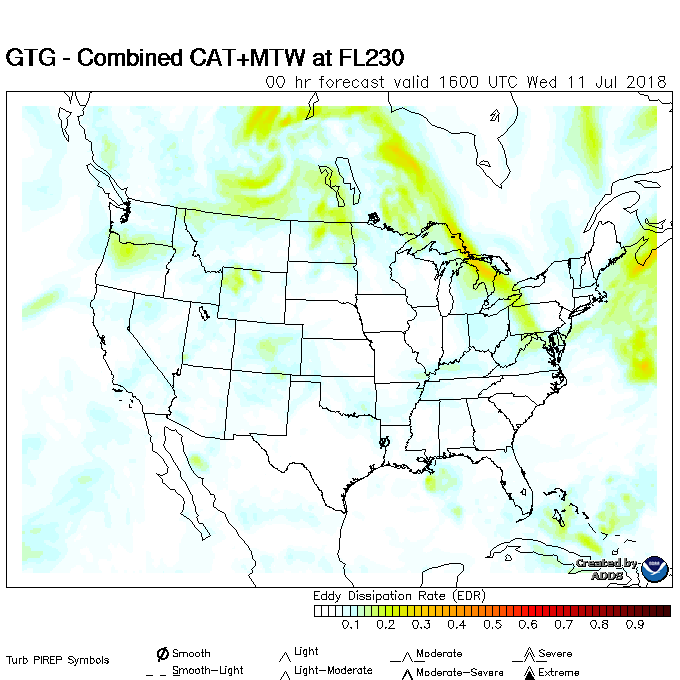 GTG - Combined CAT+MTW at FL230
00 hr forecast valid 1600 UTC Wed 11 Jul 2018
Created by
ADDS
Eddy Dissipation Rate (EDR)
0.1 0.2 0.3 0.4 0.5 0.6 0.7 0.8 0.9
Turb PIREP Symbols
Smooth Light Moderate Severe
Smooth-Light Light-Moderate Moderate-Severe Extreme